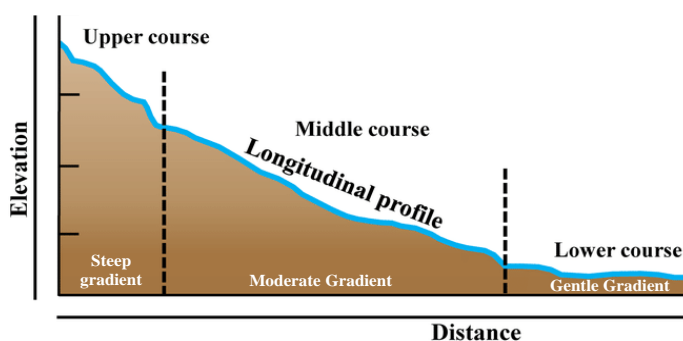 Upper course
Middle course
Longitudinal profile
Elevation
Lower course
Steep
gradient
Moderate Gradient
Gentle Gradient
Distance